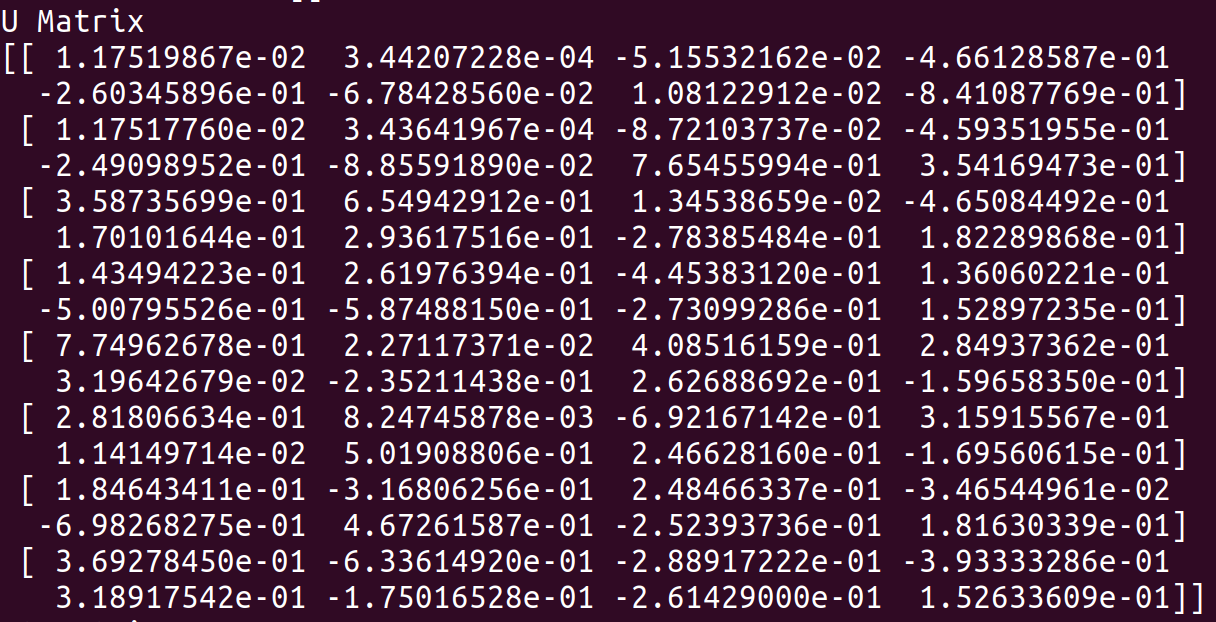 U Matrix
[[ 1.17519867e-02  3.44207228e-04 -5.15532162e-02 -4.66128587e-01
  -2.60345896e-01 -6.78428560e-02  1.08122912e-02 -8.41087769e-01]
 [ 1.17517760e-02  3.43641967e-04 -8.72103737e-02 -4.59351955e-01
  -2.49098952e-01 -8.85591890e-02  7.65455994e-01  3.54169473e-01]
 [ 3.58735699e-01  6.54942912e-01  1.34538659e-02 -4.65084492e-01
   1.70101644e-01  2.93617516e-01 -2.78385484e-01  1.82289868e-01]
 [ 1.43494223e-01  2.61976394e-01 -4.45383120e-01  1.36060221e-01
  -5.00795526e-01 -5.87488150e-01 -2.73099286e-01  1.52897235e-01]
 [ 7.74962678e-01  2.27117371e-02  4.08516159e-01  2.84937362e-01
   3.19642679e-02 -2.35211438e-01  2.62688692e-01 -1.59658350e-01]
 [ 2.81806634e-01  8.24745878e-03 -6.92167142e-01  3.15915567e-01
   1.14149714e-02  5.01908806e-01  2.46628160e-01 -1.69560615e-01]
 [ 1.84643411e-01 -3.16806256e-01  2.48466337e-01 -3.46544961e-02
  -6.98268275e-01  4.67261587e-01 -2.52393736e-01  1.81630339e-01]
 [ 3.69278450e-01 -6.33614920e-01 -2.88917222e-01 -3.93333286e-01
   3.18917542e-01 -1.75016528e-01 -2.61429000e-01  1.52633609e-01]]